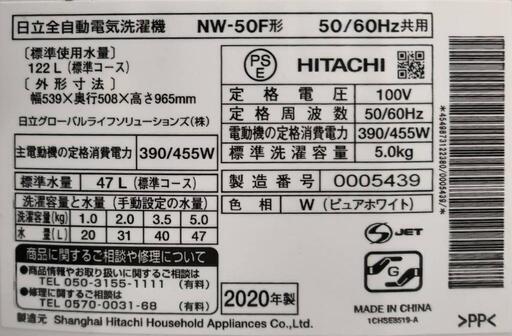 日立全自動電気洗濯機 NW-50F形 50/60Hz共用
〔標準使用水量〕
122L(標準コース)
〔外形寸法〕
幅539×奥行508×高さ965mm
日立グローバルライフソリューションズ(株)
主電動機の定格消費電力 390/455W
標準水量 47L(標準コース)
洗濯容量と水量(手動設定の水量)
洗濯容量(kg) 1.0 2.0 3.5 5.0
水量(L) 20 31 40 47
商品に関するご相談や修理について
●商品情報やお取り扱いに関するご相談
TEL 050-3155-1111(有料)
●修理に関するご相談
TEL 0570-0031-68(有料)
製造元 Shanghai Hitachi Household Appliances Co.,Ltd.
PS
E
HITACHI
定格電圧 100V
定格周波数 50/60Hz
電動機の定格消費電力 390/455W
標準洗濯容量 5.0kg
製造番号 0005439
色相 W(ピュアホワイト)
2020年製
JET
G
MADE IN CHINA
1CHSE3519-A
*4549873122380/0005439/*
>PP<